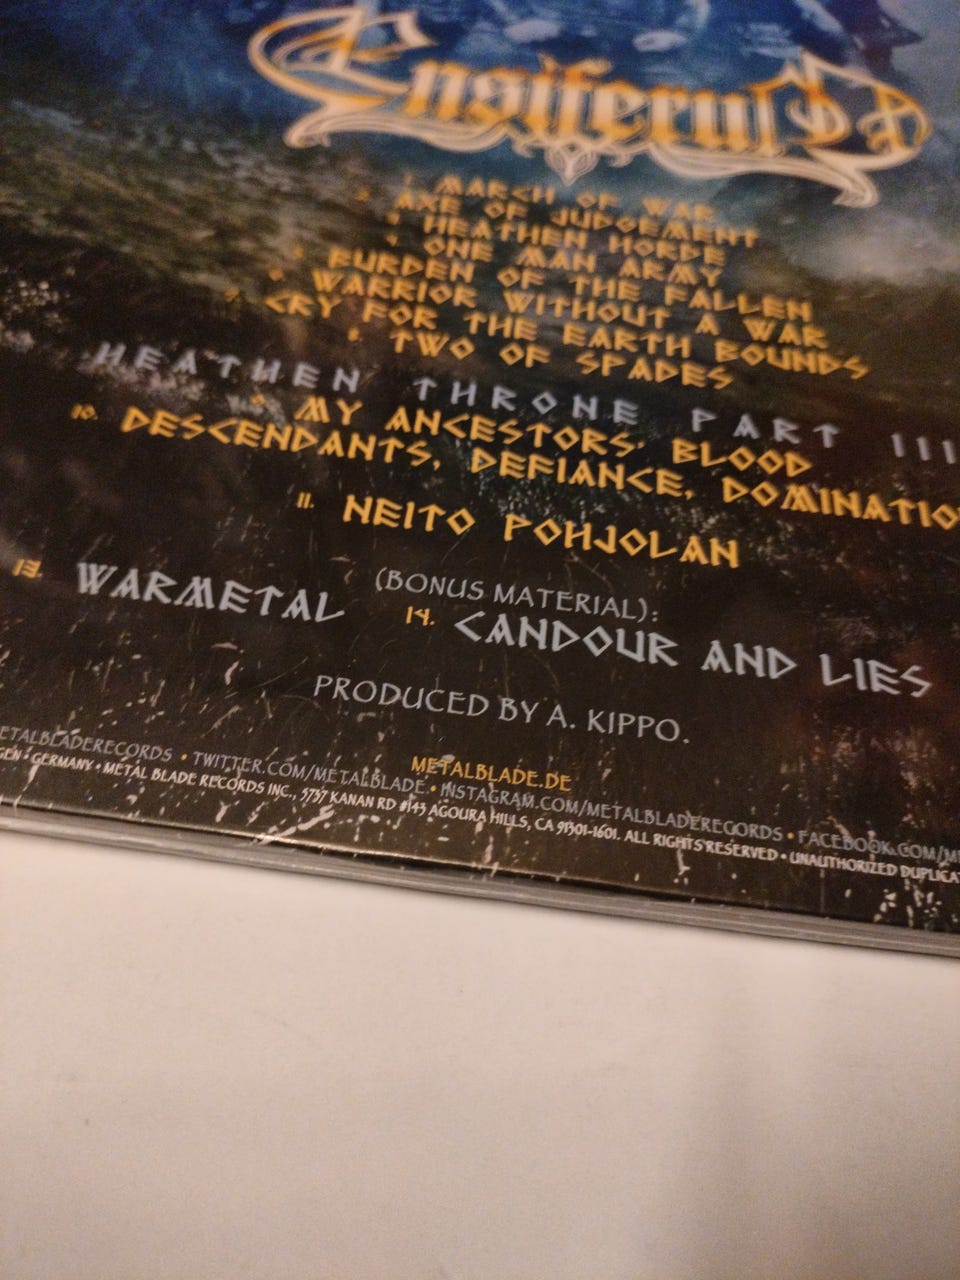 Ensiferum
1. MARCH OF WAR
2. AXE OF JUDGEMENT
3. HEATHEN HORDE
4. ONE MAN ARMY
5. BURDEN OF THE FALLEN
6. WARRIOR WITHOUT A WAR
7. CRY FOR THE EARTH BOUNDS
8. TWO OF SPADES
HEATHEN THRONE PART III
9. MY ANCESTORS' BLOOD
10. DESCENDANTS, DEFIANCE, DOMINATIO
11. NEITO POHJOLAN
(BONUS MATERIAL):
13. WARMETAL 14. CANDOUR AND LIES
PRODUCED BY A. KIPPO.
METALBLADE.DE
ETALBLADERECORDS • TWITTER.COM/METALBLADE • INSTAGRAM.COM/METALBLADERECORDS • FACEBOOK.COM/ME
GEN • GERMANY • METAL BLADE RECORDS INC., 5737 KANAN RD #143 AGOURA HILLS, CA 91301-1601. ALL RIGHTS RESERVED • UNAUTHORIZED DUPLICAT